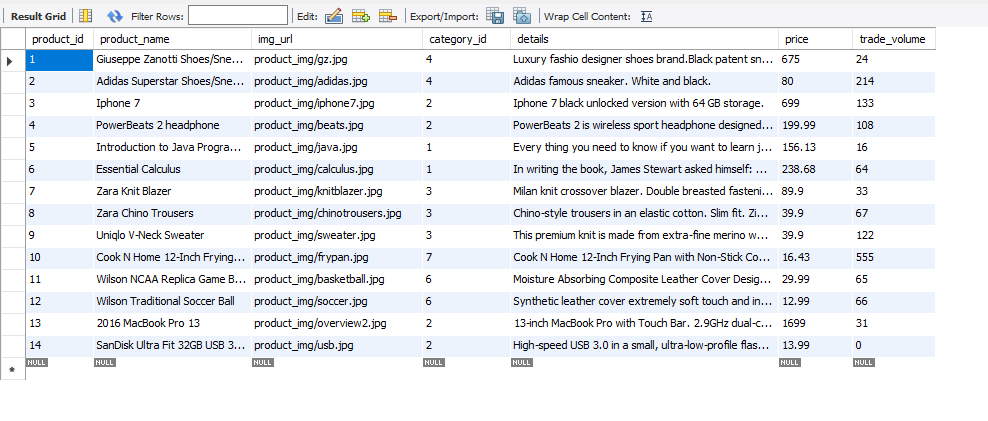 Result Grid Filter Rows: Edit: Export/Import: Wrap Cell Content: IA
product_id product_name img_url category_id details price trade_volume
1 Giuseppe Zanotti Shoes/Sne... product_img/gz.jpg 4 Luxury fashio designer shoes brand.Black patent sn... 675 24
2 Adidas Superstar Shoes/Sne... product_img/adidas.jpg 4 Adidas famous sneaker. White and black. 80 214
3 Iphone 7 product_img/iphone7.jpg 2 Iphone 7 black unlocked version with 64 GB storage. 699 133
4 PowerBeats 2 headphone product_img/beats.jpg 2 PowerBeats 2 is wireless sport headphone designed... 199.99 108
5 Introduction to Java Progra... product_img/java.jpg 1 Every thing you need to know if you want to learn j... 156.13 16
6 Essential Calculus product_img/calculus.jpg 1 In writing the book, James Stewart asked himself: ... 238.68 64
7 Zara Knit Blazer product_img/knitblazer.jpg 3 Milan knit crossover blazer. Double breasted fasteni... 89.9 33
8 Zara Chino Trousers product_img/chinotrousers.jpg 3 Chino-style trousers in an elastic cotton. Slim fit. Zi... 39.9 67
9 Uniqlo V-Neck Sweater product_img/sweater.jpg 3 This premium knit is made from extra-fine merino w... 39.9 122
10 Cook N Home 12-Inch Frying... product_img/frypan.jpg 7 Cook N Home 12-Inch Frying Pan with Non-Stick Co... 16.43 555
11 Wilson NCAA Replica Game B... product_img/basketball.jpg 6 Moisture Absorbing Composite Leather Cover Desig... 29.99 65
12 Wilson Traditional Soccer Ball product_img/soccer.jpg 6 Synthetic leather cover extremely soft touch and in... 12.99 66
13 2016 MacBook Pro 13 product_img/overview2.jpg 2 13-inch MacBook Pro with Touch Bar. 2.9GHz dual-c... 1699 31
14 SanDisk Ultra Fit 32GB USB 3... product_img/usb.jpg 2 High-speed USB 3.0 in a small, ultra-low-profile flas... 13.99 0
NULL NULL NULL NULL NULL NULL NULL